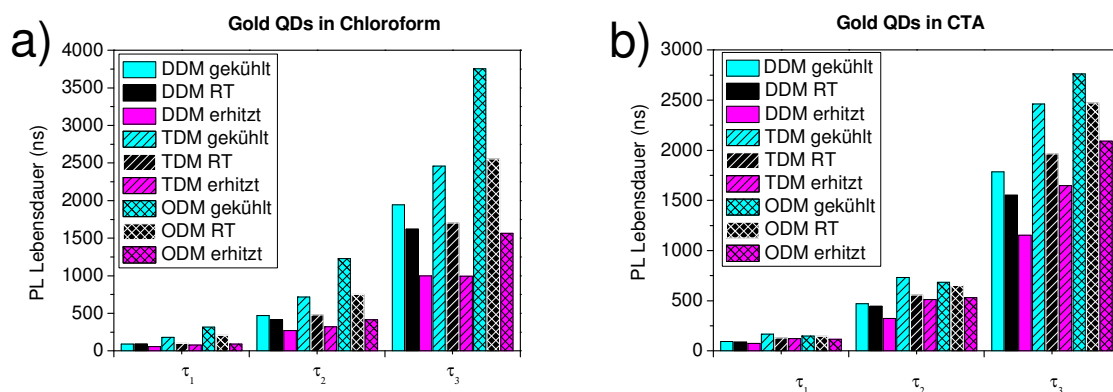 a)
Gold QDs in Chloroform
PL Lebensdauer (ns)
4000
3500
3000
2500
2000
1500
1000
500
0
DDM gekühlt
DDM RT
DDM erhitzt
TDM gekühlt
TDM RT
TDM erhitzt
ODM gekühlt
ODM RT
ODM erhitzt
τ1
τ2
τ3
b)
Gold QDs in CTA
PL Lebensdauer (ns)
3000
2500
2000
1500
1000
500
0
DDM gekühlt
DDM RT
DDM erhitzt
TDM gekühlt
TDM RT
TDM erhitzt
ODM gekühlt
ODM RT
ODM erhitzt
τ1
τ2
τ3